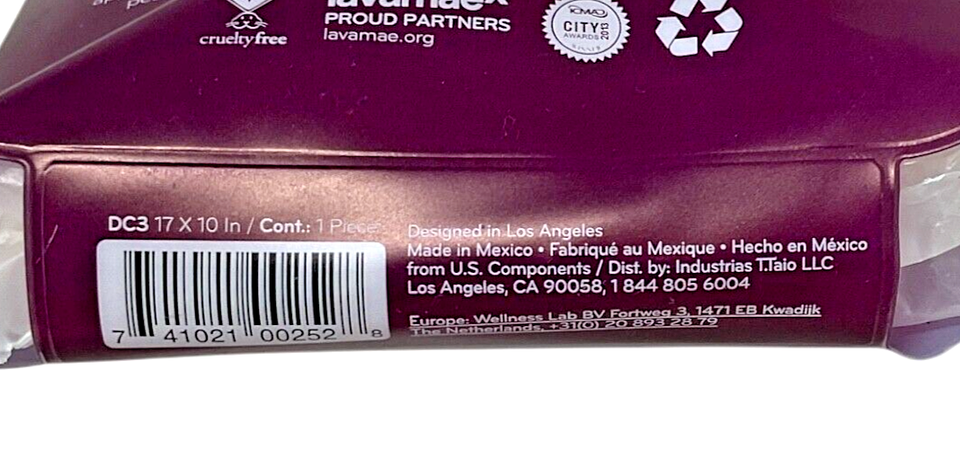 crueltyfree
lavamaeˣ
PROUD PARTNERS
lavamae.org
CITY
AWARDS 2013
DC3 17 X 10 In / Cont.: 1 Piece
Designed in Los Angeles
Made in Mexico • Fabriqué au Mexique • Hecho en México
from U.S. Components / Dist. by: Industrias T.Taio LLC
Los Angeles, CA 90058, 1 844 805 6004
Europe: Wellness Lab BV Fortweg 3, 1471 EB Kwadijk
The Netherlands, +31(0) 20 893 28 79
7 41021 00252 8